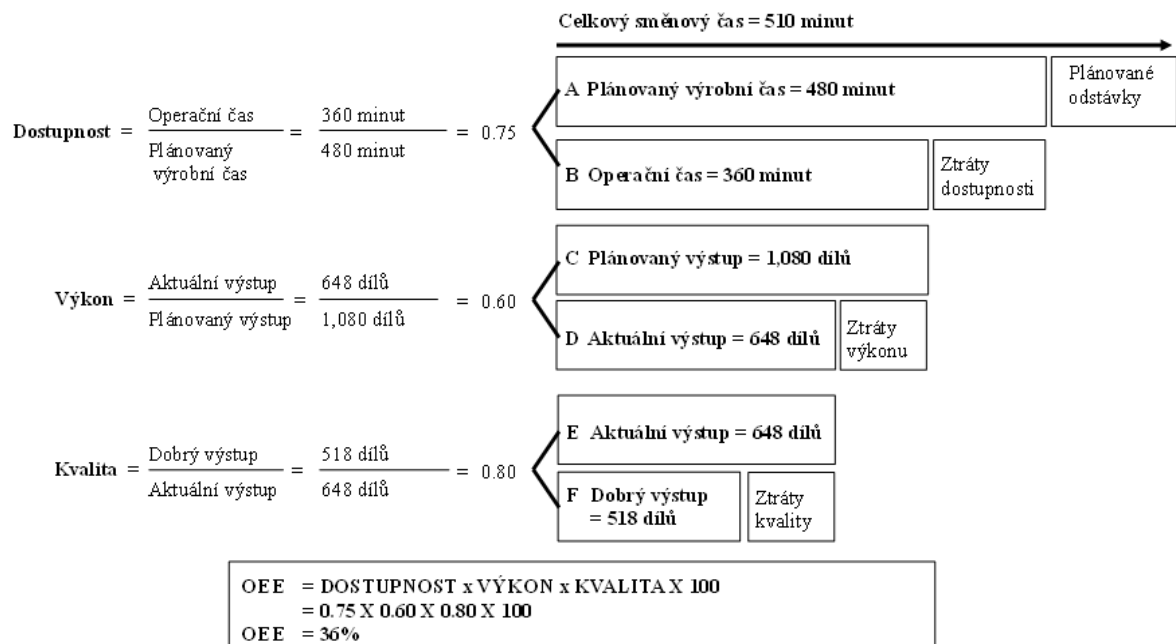 Celkový směnový čas = 510 minut
A Plánovaný výrobní čas = 480 minut
Plánované
odstávky
Dostupnost = Operační čas / Plánovaný výrobní čas = 360 minut / 480 minut = 0.75
B Operační čas = 360 minut
Ztráty
dostupnosti
C Plánovaný výstup = 1,080 dílů
Výkon = Aktuální výstup / Plánovaný výstup = 648 dílů / 1,080 dílů = 0.60
D Aktuální výstup = 648 dílů
Ztráty
výkonu
E Aktuální výstup = 648 dílů
Kvalita = Dobrý výstup / Aktuální výstup = 518 dílů / 648 dílů = 0.80
F Dobrý výstup
= 518 dílů
Ztráty
kvality
OEE = DOSTUPNOST x VÝKON x KVALITA X 100
= 0.75 X 0.60 X 0.80 X 100
OEE = 36%